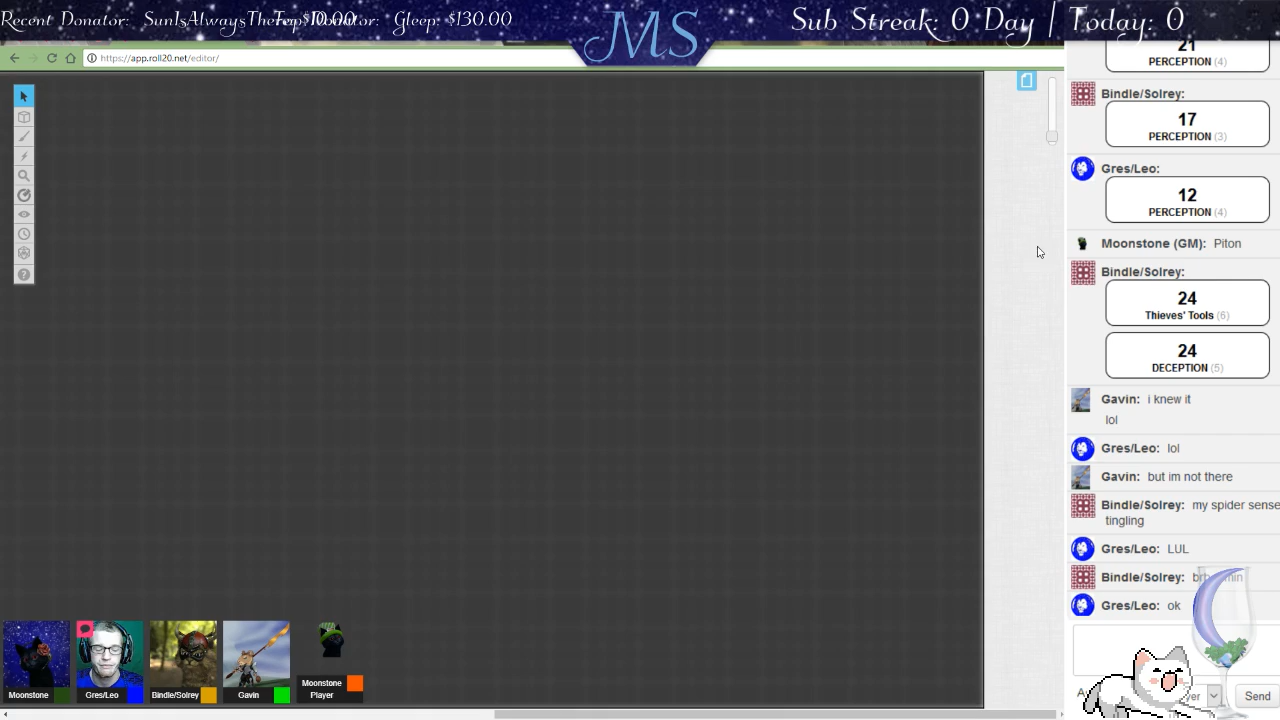 Recent Donator: SunIsAlwaysThere: $10.00
Top Donator: Gleep: $130.00
MS
Sub Streak: 0 Day | Today: 0
https://app.roll20.net/editor/
21
PERCEPTION (4)
Bindle/Solrey:
17
PERCEPTION (3)
Gres/Leo:
12
PERCEPTION (4)
Moonstone (GM): Piton
Bindle/Solrey:
24
Thieves' Tools (6)
24
DECEPTION (5)
Gavin: i knew it
lol
Gres/Leo: lol
Gavin: but im not there
Bindle/Solrey: my spider sense
tingling
Gres/Leo: LUL
Bindle/Solrey:
Gres/Leo: ok
Send
Moonstone
Gres/Leo
Bindle/Solrey
Gavin
Moonstone
Player